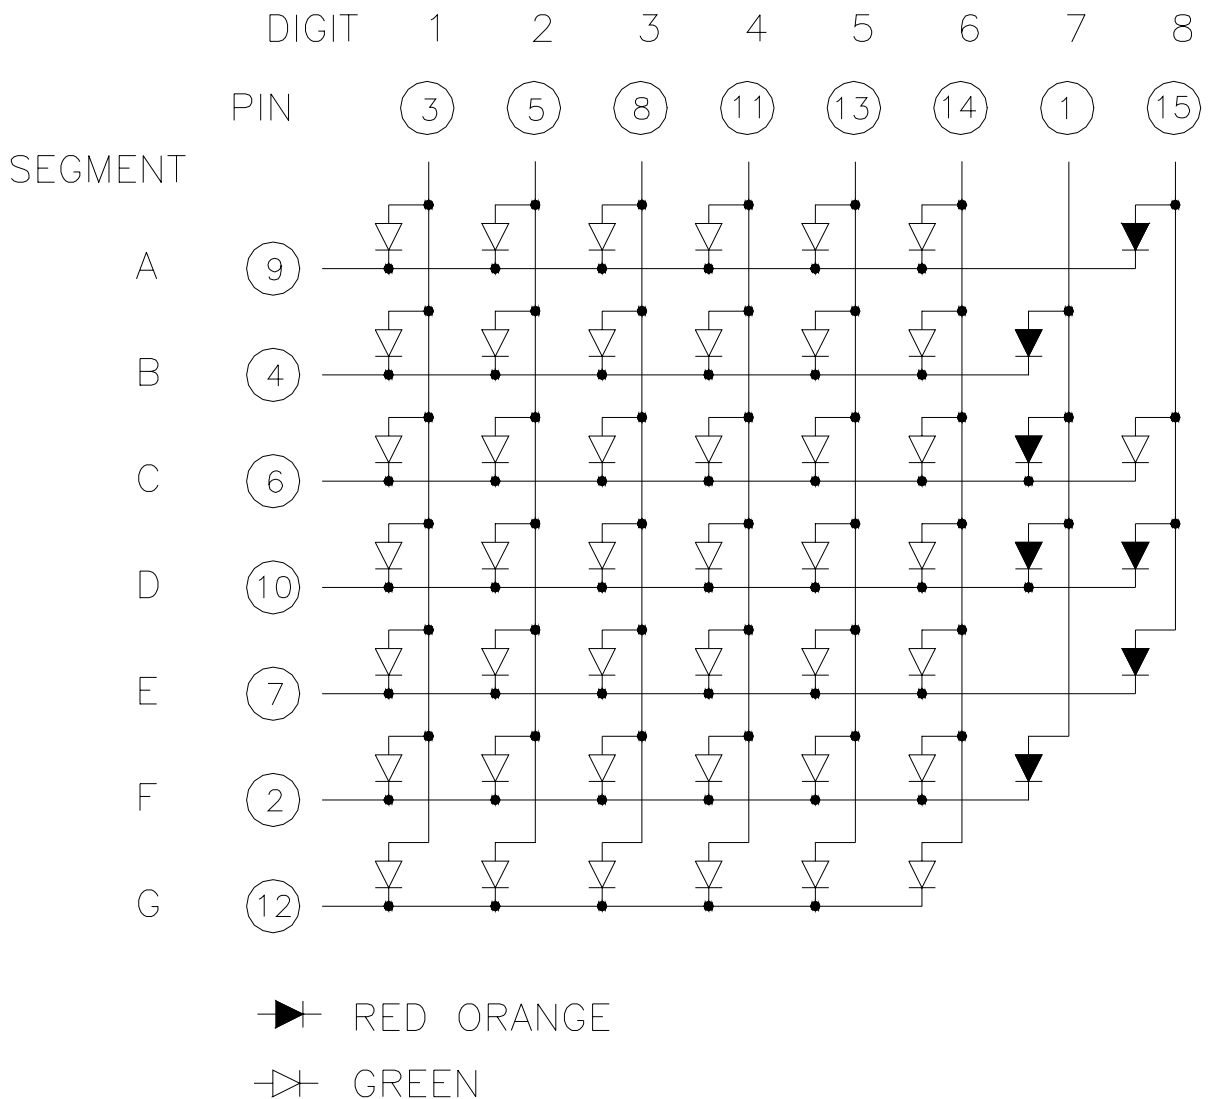 DIGIT 1 2 3 4 5 6 7 8
PIN 3 5 8 11 13 14 1 15
SEGMENT
A 9
B 4
C 6
D 10
E 7
F 2
G 12
RED ORANGE
GREEN